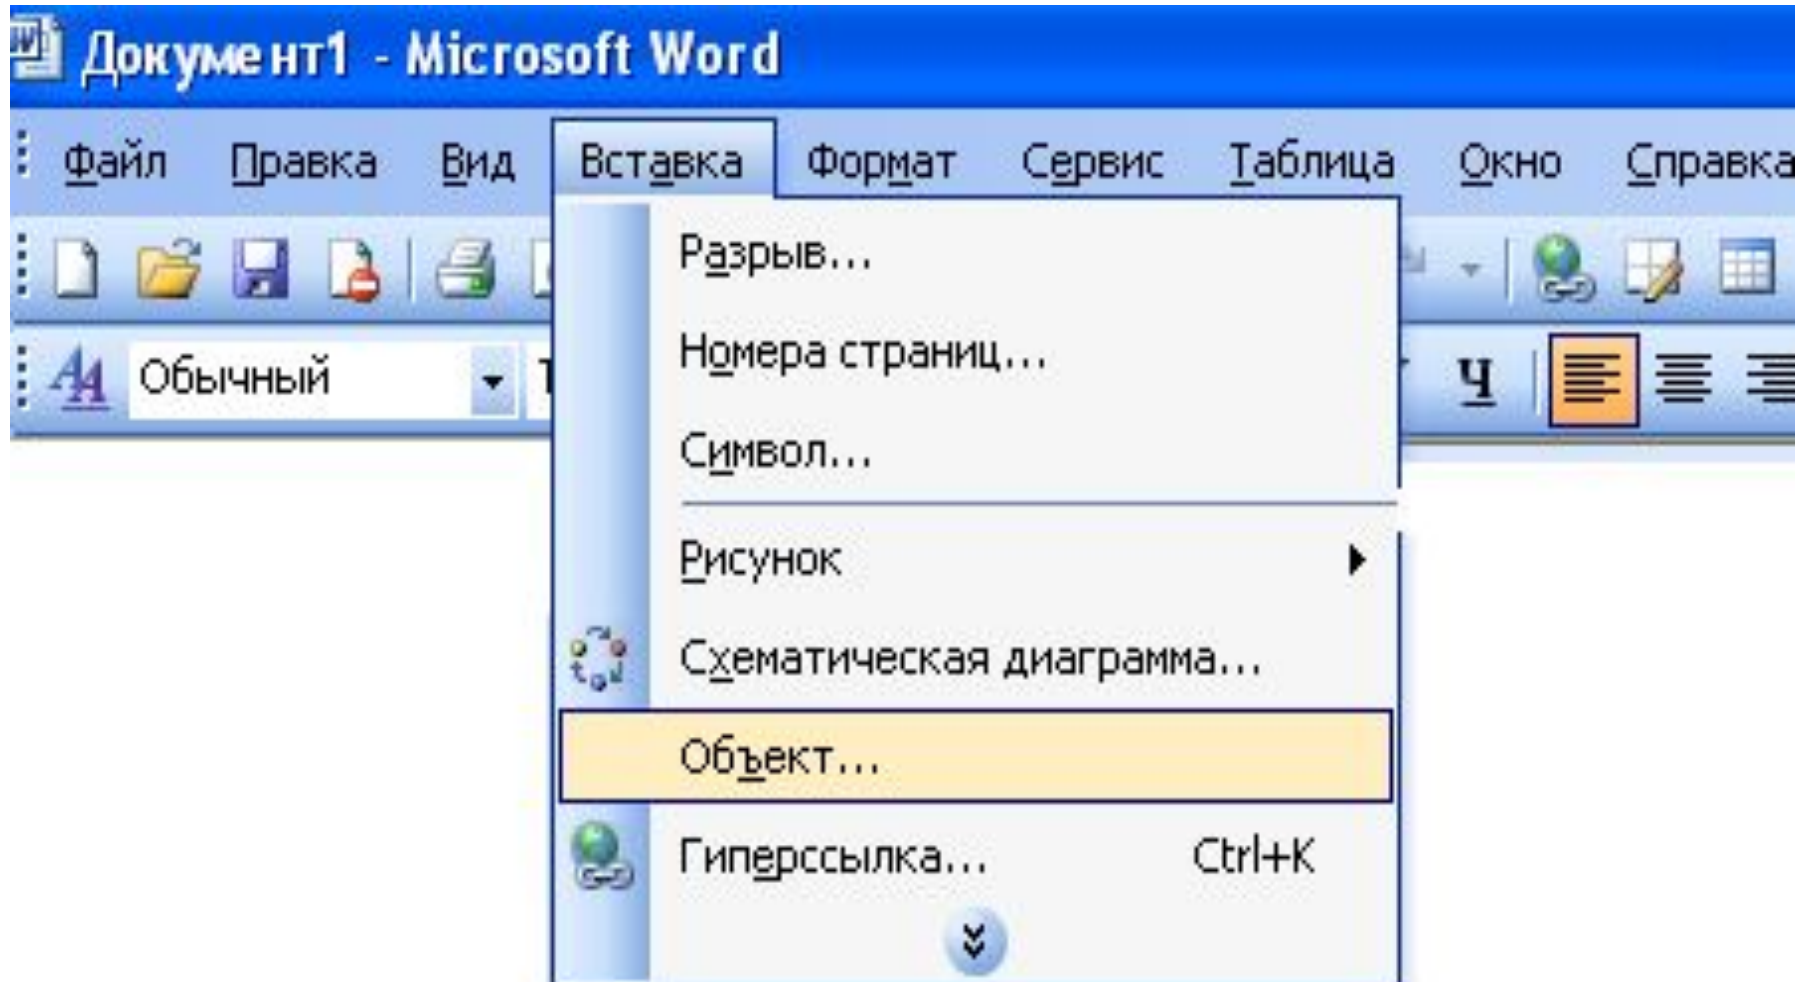 Документ1 - Microsoft Word
Файл Правка Вид Вставка Формат Сервис Таблица Окно Справка
Разрыв...
Обычный
Номера страниц...
Ч
Символ...
Рисунок
Схематическая диаграмма...
Объект...
Гиперссылка... Ctrl+K